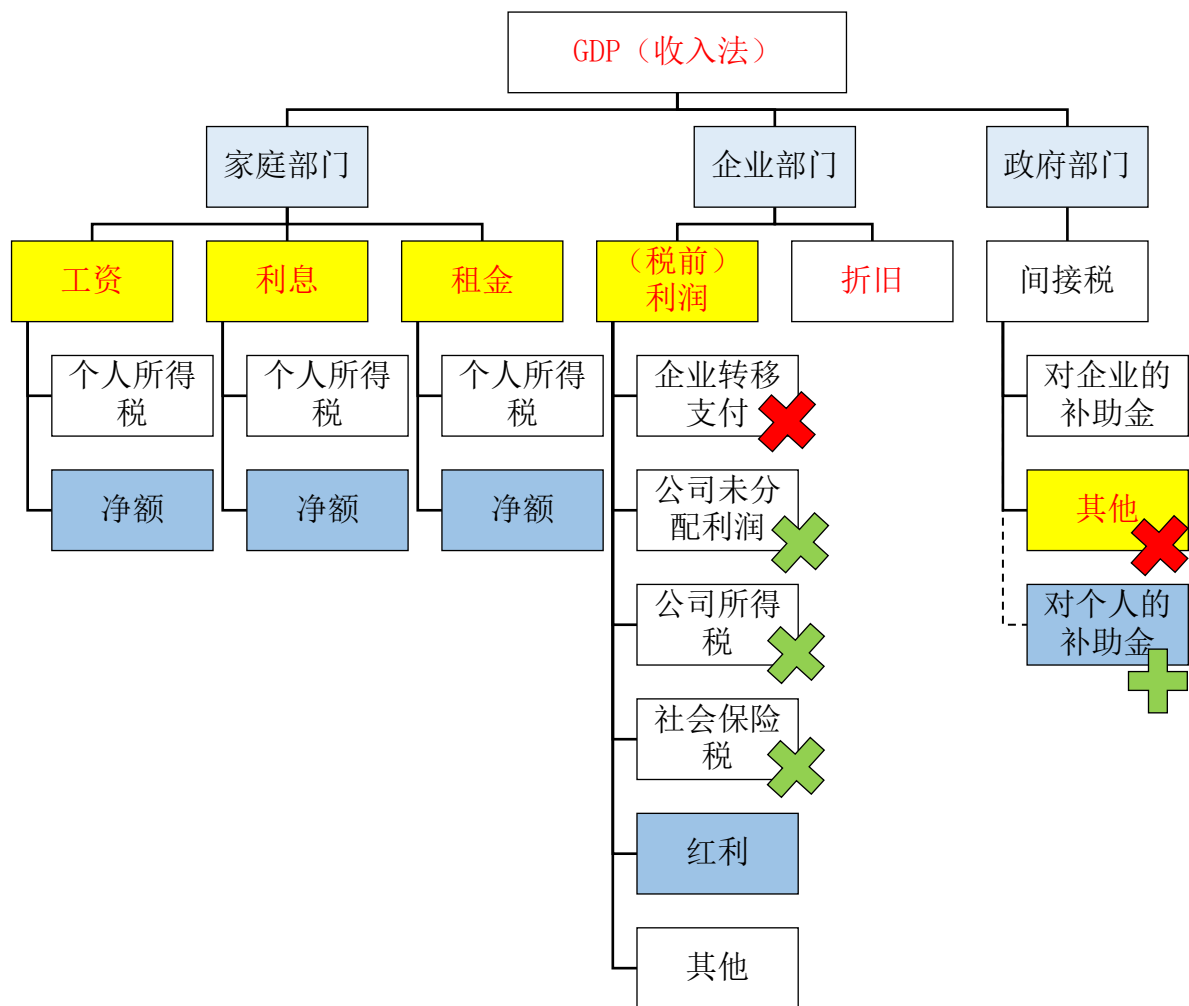 GDP（收入法）
家庭部门
企业部门
政府部门
工资
利息
租金
（税前）
利润
折旧
间接税
个人所得
税
个人所得
税
个人所得
税
企业转移
支付
对企业的
补助金
净额
净额
净额
公司未分
配利润
其他
公司所得
税
对个人的
补助金
社会保险
税
红利
其他